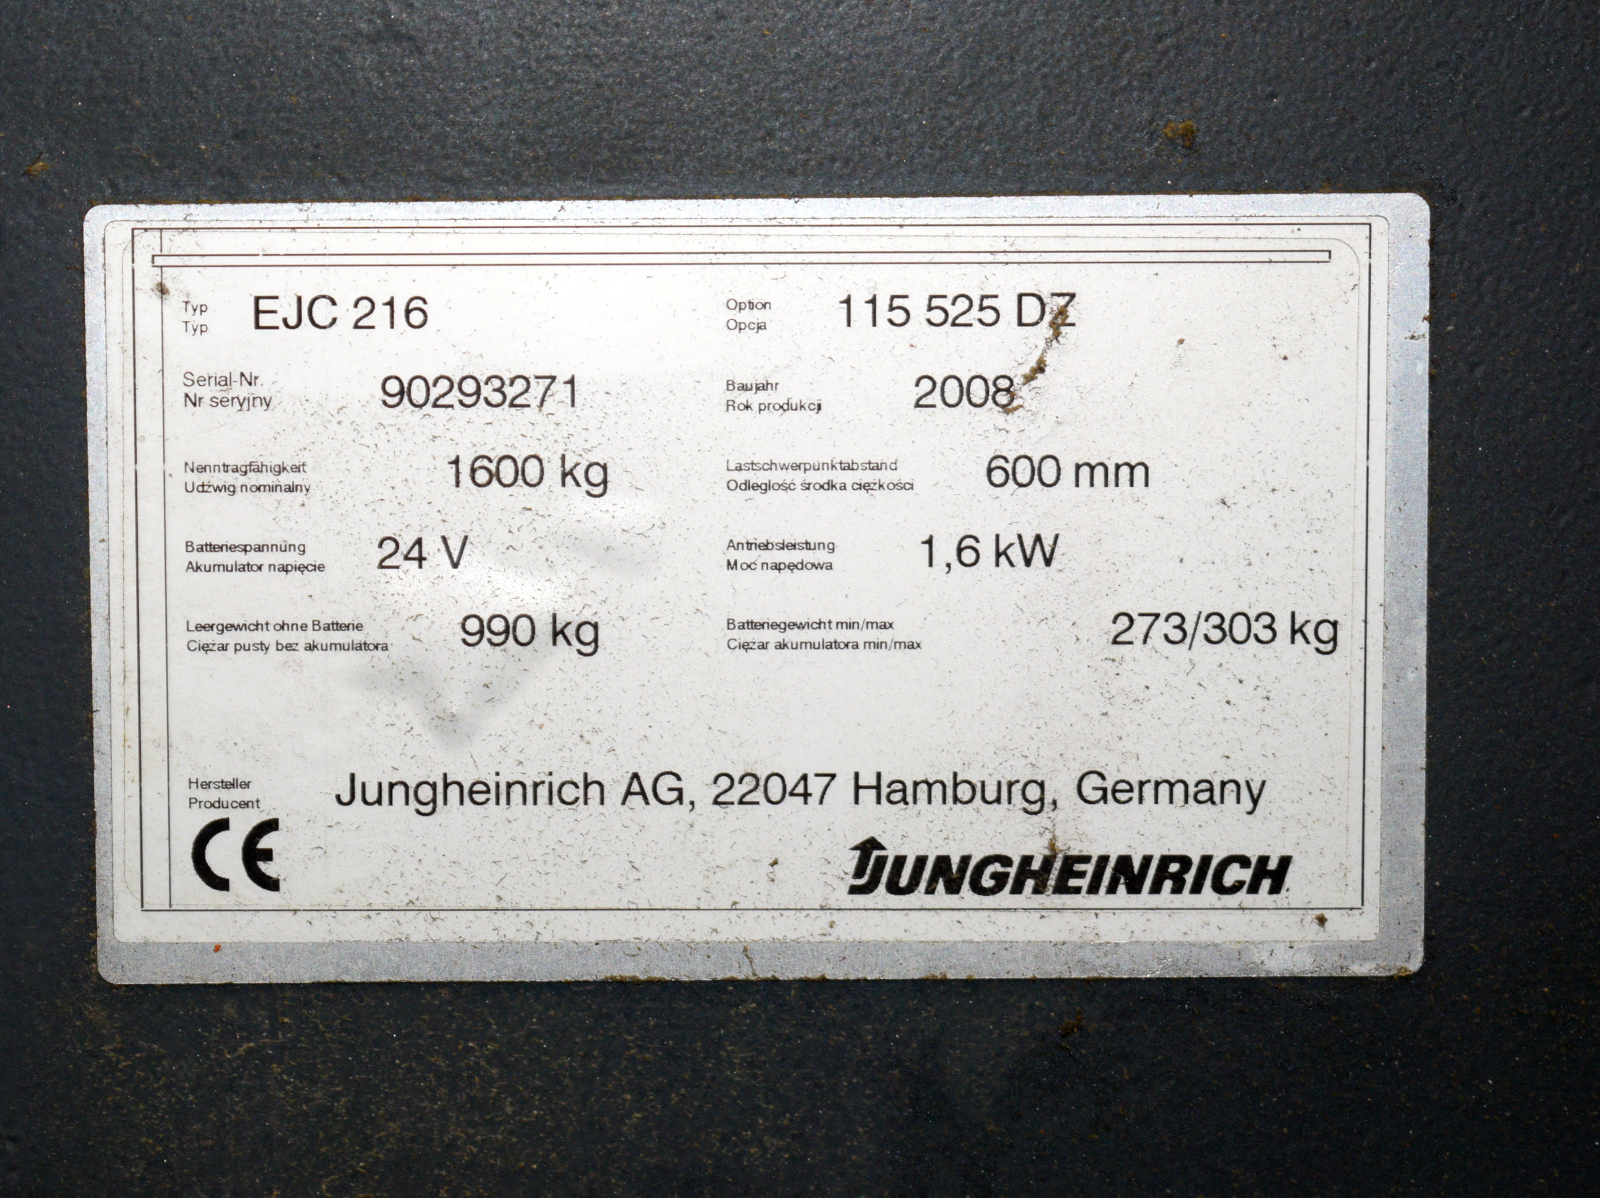 Typ EJC 216 Option 115 525 DZ
Typ Opcja
Serial-Nr. 90293271 Baujahr 2008
Nr seryjny Rok produkcji
Nenntragfähigkeit 1600 kg Lastschwerpunktabstand 600 mm
Udźwig nominalny Odległość środka ciężkości
Batteriespannung 24 V Antriebsleistung 1,6 kW
Akumulator napięcie Moc napędowa
Leergewicht ohne Batterie 990 kg Batteriegewicht min/max 273/303 kg
Ciężar pusty bez akumulatora Ciężar akumulatora min/max
Hersteller Jungheinrich AG, 22047 Hamburg, Germany
Producent
CE JUNGHEINRICH